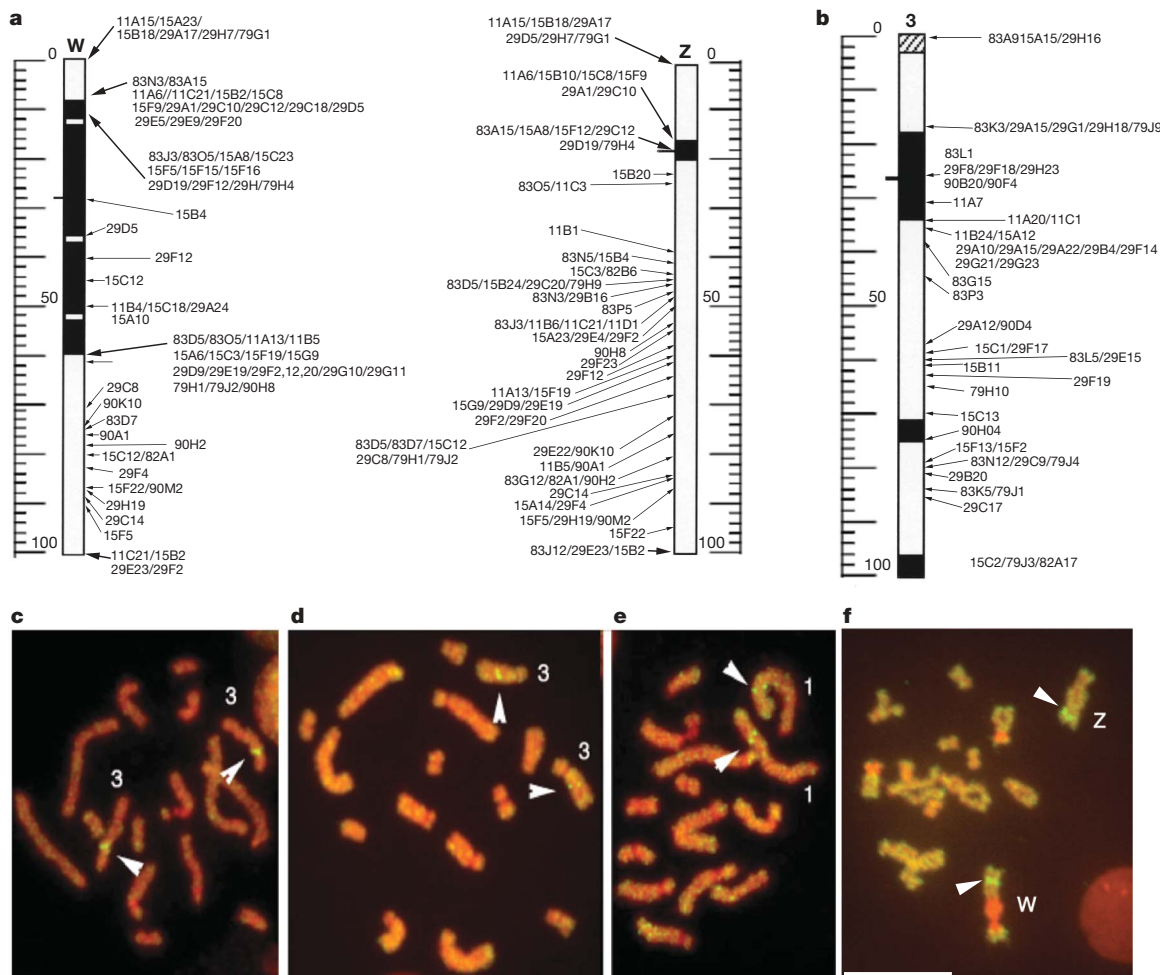 a
W
11A15/15A23/
15B18/29A17/29H7/79G1
0
83N3/83A15
11A6//11C21/15B2/15C8
15F9/29A1/29C10/29C12/29C18/29D5
29E5/29E9/29F20
83J3/83O5/15A8/15C23
15F5/15F15/15F16
29D19/29F12/29H/79H4
15B4
29D5
29F12
15C12
50
11B4/15C18/29A24
15A10
83D5/83O5/11A13/11B5
15A6/15C3/15F19/15G9
29D9/29E19/29F2,12,20/29G10/29G11
79H1/79J2/90H8
29C8
90K10
83D7
90A1
90H2
15C12/82A1
29F4
15F22/90M2
29H19
29C14
15F5
100
11C21/15B2
29E23/29F2
11A15/15B18/29A17
29D5/29H7/79G1
Z
0
11A6/15B10/15C8/15F9
29A1/29C10
83A15/15A8/15F12/29C12
29D19/79H4
15B20
83O5/11C3
11B1
83N5/15B4
15C3/82B6
83D5/15B24/29C20/79H9
83N3/29B16
50
83P5
83J3/11B6/11C21/11D1
15A23/29E4/29F2
90H8
29F23
29F12
11A13/15F19
15G9/29D9/29E19
29F2/29F20
83D5/83D7/15C12
29C8/79H1/79J2
29E22/90K10
11B5/90A1
83G12/82A1/90H2
29C14
15A14/29F4
15F5/29H19/90M2
15F22
83J12/29E23/15B2
100
b
3
0
83A915A15/29H16
83K3/29A15/29G1/29H18/79J9
83L1
29F8/29F18/29H23
90B20/90F4
11A7
11A20/11C1
11B24/15A12
29A10/29A15/29A22/29B4/29F14
29G21/29G23
83G15
83P3
50
29A12/90D4
15C1/29F17
83L5/29E15
15B11
29F19
79H10
15C13
90H04
15F13/15F2
83N12/29C9/79J4
29B20
83K5/79J1
29C17
100
15C2/79J3/82A17
c
3
3
d
3
3
e
1
1
f
Z
W